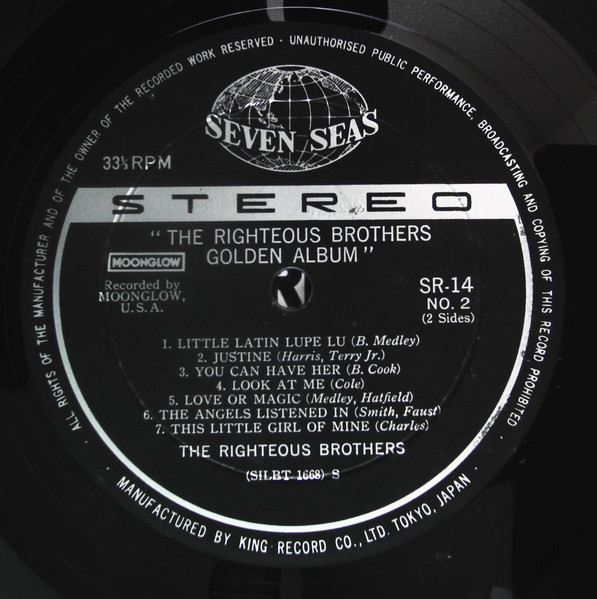 · ALL RIGHTS OF THE MANUFACTURER AND OF THE OWNER OF THE RECORDED WORK RESERVED · UNAUTHORISED PUBLIC PERFORMANCE, BROADCASTING AND COPYING OF THIS RECORD PROHIBITED ·
SEVEN SEAS
33⅓ RPM
STEREO
"THE RIGHTEOUS BROTHERS
GOLDEN ALBUM"
MOONGLOW
Recorded by
MOONGLOW,
U.S.A.
SR-14
NO. 2
(2 Sides)
1. LITTLE LATIN LUPE LU (B. Medley)
2. JUSTINE (Harris, Terry Jr.)
3. YOU CAN HAVE HER (B. Cook)
4. LOOK AT ME (Cole)
5. LOVE OR MAGIC (Medley, Hatfield)
6. THE ANGELS LISTENED IN (Smith, Faust)
7. THIS LITTLE GIRL OF MINE (Charles)
THE RIGHTEOUS BROTHERS
(SILBT 1668) S
· MANUFACTURED BY KING RECORD CO., LTD. TOKYO, JAPAN ·